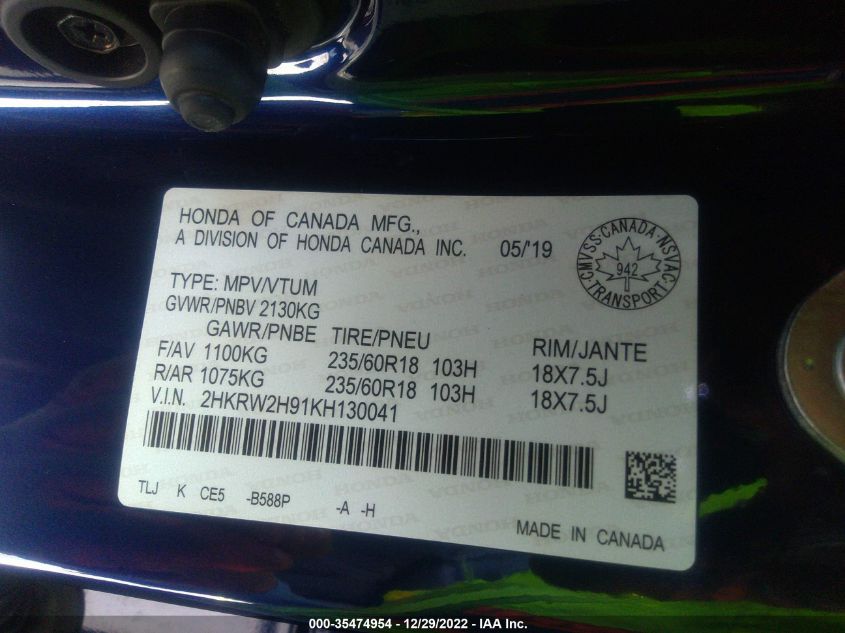 HONDA OF CANADA MFG.,
A DIVISION OF HONDA CANADA INC. 05/'19
CMVSS·CANADA·NSVAC
942
TRANSPORT
TYPE: MPV/VTUM
GVWR/PNBV 2130KG
GAWR/PNBE TIRE/PNEU RIM/JANTE
F/AV 1100KG 235/60R18 103H 18X7.5J
R/AR 1075KG 235/60R18 103H 18X7.5J
V.I.N. 2HKRW2H91KH130041
TLJ K CE5 -B588P -A -H
MADE IN CANADA
000-35474954 - 12/29/2022 - IAA Inc.